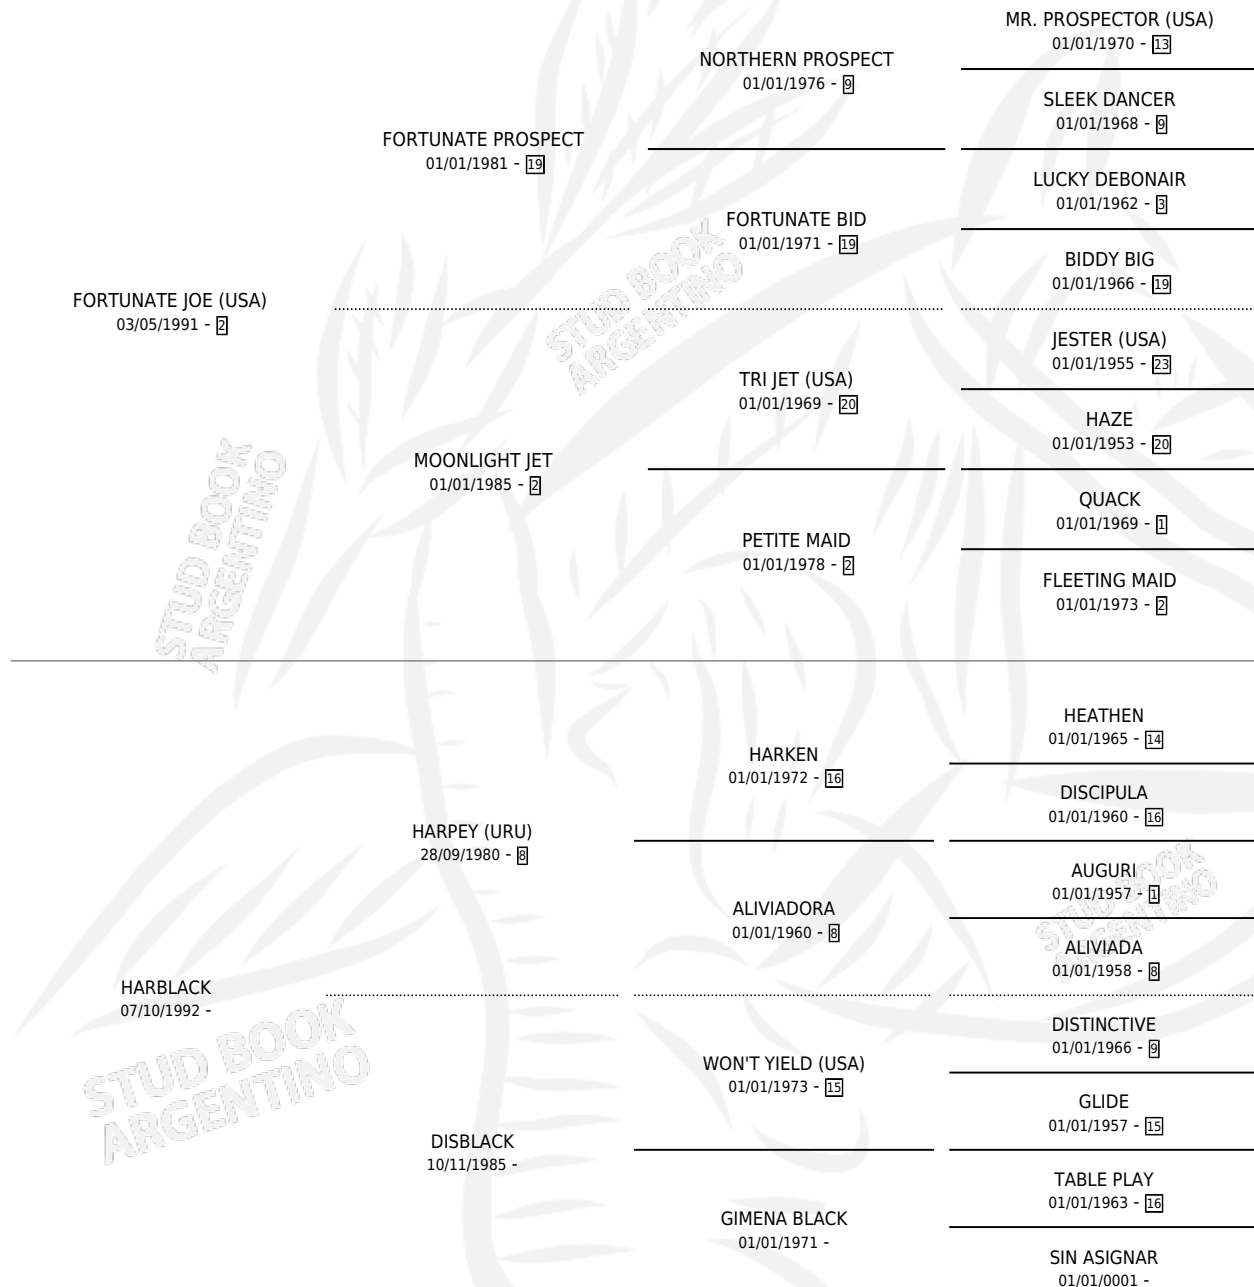 MR. PROSPECTOR (USA)
01/01/1970 - 13
NORTHERN PROSPECT
01/01/1976 - 9
SLEEK DANCER
01/01/1968 - 9
FORTUNATE PROSPECT
01/01/1981 - 19
LUCKY DEBONAIR
01/01/1962 - 3
FORTUNATE BID
01/01/1971 - 19
BIDDY BIG
01/01/1966 - 19
FORTUNATE JOE (USA)
03/05/1991 - 2
STUD BOOK
ARGENTINO
JESTER (USA)
01/01/1955 - 23
TRI JET (USA)
01/01/1969 - 20
HAZE
01/01/1953 - 20
MOONLIGHT JET
01/01/1985 - 2
QUACK
01/01/1969 - 1
PETITE MAID
01/01/1978 - 2
FLEETING MAID
01/01/1973 - 2
STUD BOOK
ARGENTINO
HEATHEN
01/01/1965 - 14
HARKEN
01/01/1972 - 16
DISCIPULA
01/01/1960 - 16
HARPEY (URU)
28/09/1980 - 8
AUGURI
01/01/1957 - 1
ALIVIADORA
01/01/1960 - 8
ALIVIADA
01/01/1958 - 8
STUD BOOK
ARGENTINO
HARBLACK
07/10/1992 -
DISTINCTIVE
01/01/1966 - 9
WON'T YIELD (USA)
01/01/1973 - 15
GLIDE
01/01/1957 - 15
STUD BOOK
ARGENTINO
DISBLACK
10/11/1985 -
TABLE PLAY
01/01/1963 - 16
GIMENA BLACK
01/01/1971 -
SIN ASIGNAR
01/01/0001 -